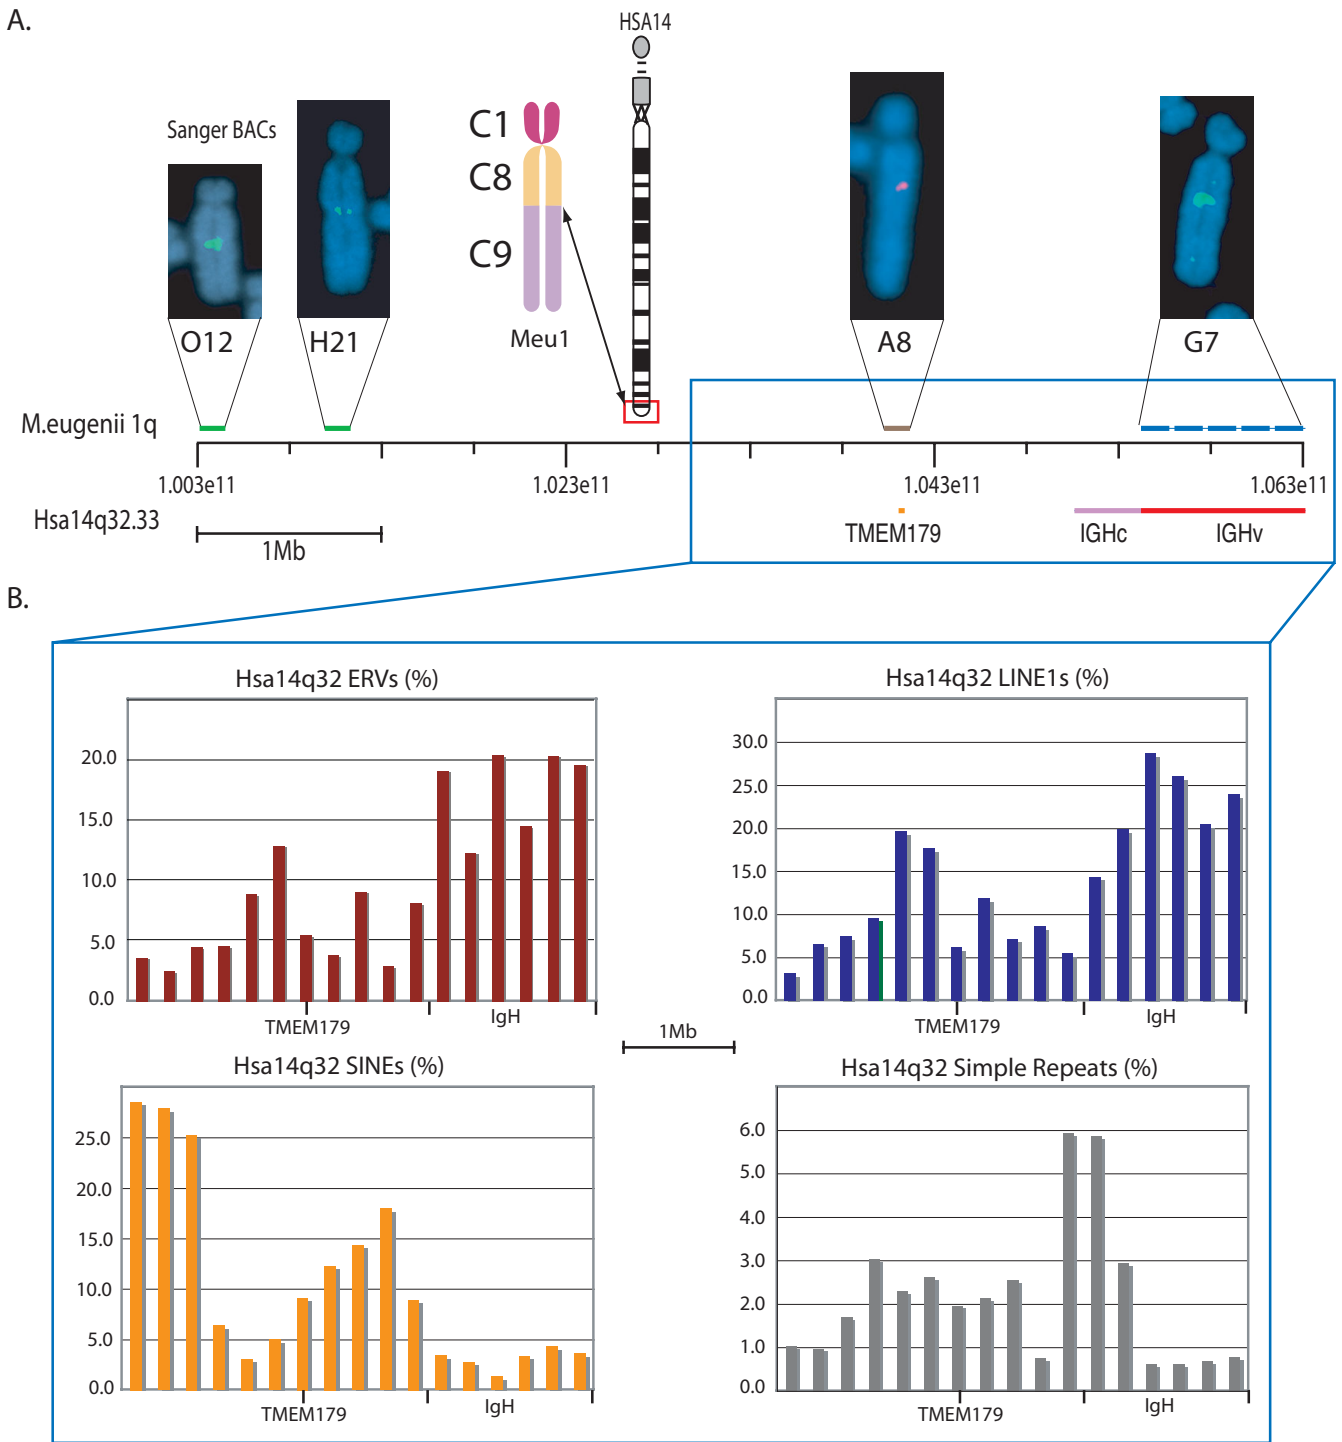 A.
HSA14
Sanger BACs
C1
C8
C9
Meu1
O12
H21
A8
G7
M.eugenii 1q
1.003e11
1.023e11
1.043e11
1.063e11
Hsa14q32.33
1Mb
TMEM179
IGHc
IGHv
B.
Hsa14q32 ERVs (%)
20.0
15.0
10.0
5.0
0.0
TMEM179
IgH
Hsa14q32 LINE1s (%)
30.0
25.0
20.0
15.0
10.0
5.0
0.0
TMEM179
IgH
1Mb
Hsa14q32 SINEs (%)
25.0
20.0
15.0
10.0
5.0
0.0
TMEM179
IgH
Hsa14q32 Simple Repeats (%)
6.0
5.0
4.0
3.0
2.0
1.0
0.0
TMEM179
IgH